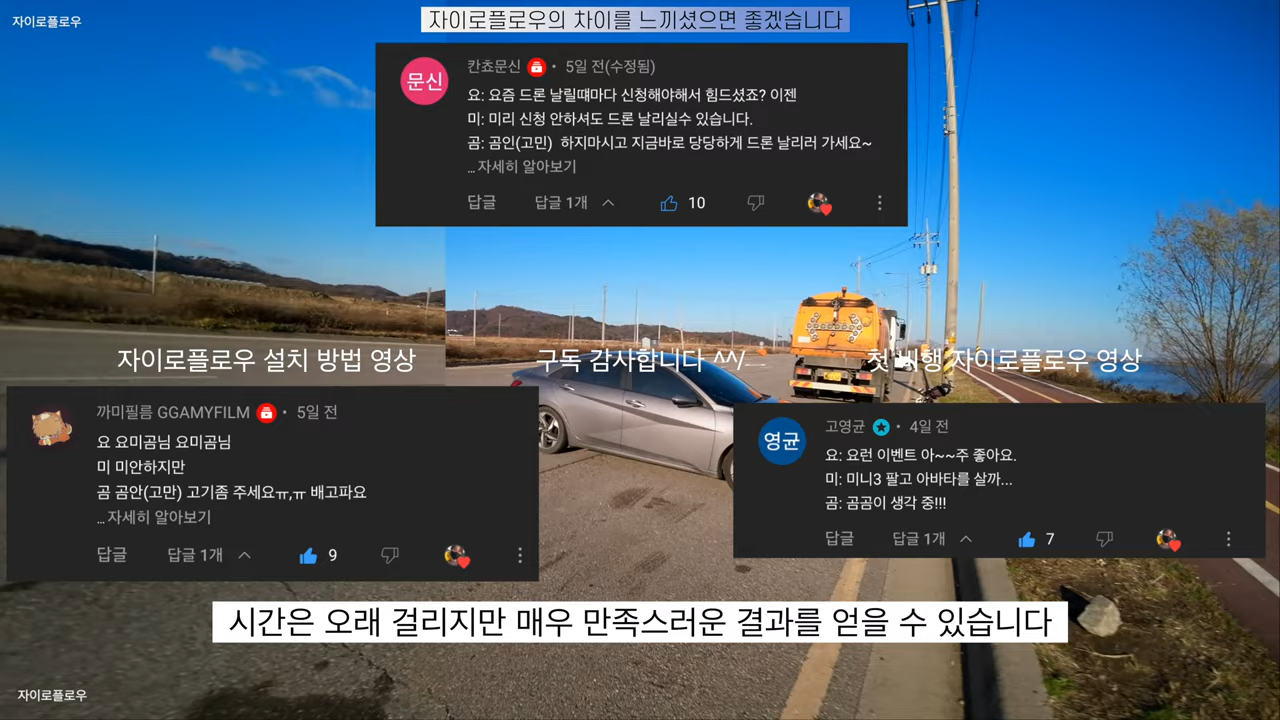 자이로플로우
자이로플로우의 차이를 느끼셨으면 좋겠습니다
문신
칸쵸문신 • 5일 전(수정됨)
요: 요즘 드론 날릴떄마다 신청해야해서 힘드셨죠? 이젠
미: 미리 신청 안하셔도 드론 날리실수 있습니다.
곰: 곰인(고민) 하지마시고 지금바로 당당하게 드론 날리러 가세요~
... 자세히 알아보기
답글 답글 1개 10
자이로플로우 설치 방법 영상
구독 감사합니다 ^^/
첫 비행 자이로플로우 영상
까미필름 GGAMYFILM • 5일 전
요 요미곰님 요미곰님
미 미안하지만
곰 곰안(고만) 고기좀 주세요ㅠ,ㅠ 배고파요
... 자세히 알아보기
답글 답글 1개 9
영균
고영균 • 4일 전
요: 요런 이벤트 아~~주 좋아요.
미: 미니3 팔고 아바타를 살까...
곰: 곰곰이 생각 중!!!
답글 답글 1개 7
시간은 오래 걸리지만 매우 만족스러운 결과를 얻을 수 있습니다
자이로플로우